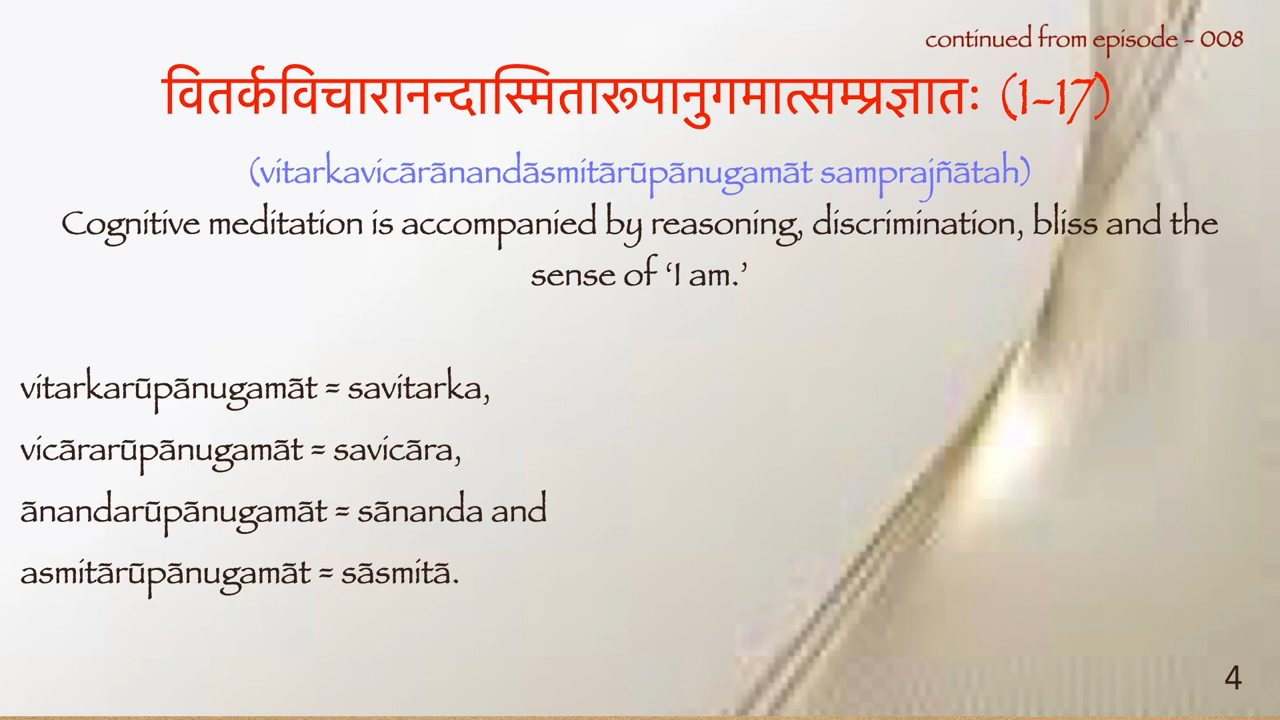 continued from episode - 008
वितर्कविचारानन्दास्मितारूपानुगमात्सम्प्रज्ञातः (1-17)
(vitarkavicārānandāsmitārūpānugamāt samprajñātah)
Cognitive meditation is accompanied by reasoning, discrimination, bliss and the
sense of ‘I am.’
vitarkarūpānugamāt = savitarka,
vicārarūpānugamāt = savicāra,
ānandarūpānugamāt = sānanda and
asmitārūpānugamāt = sāsmitā.
4